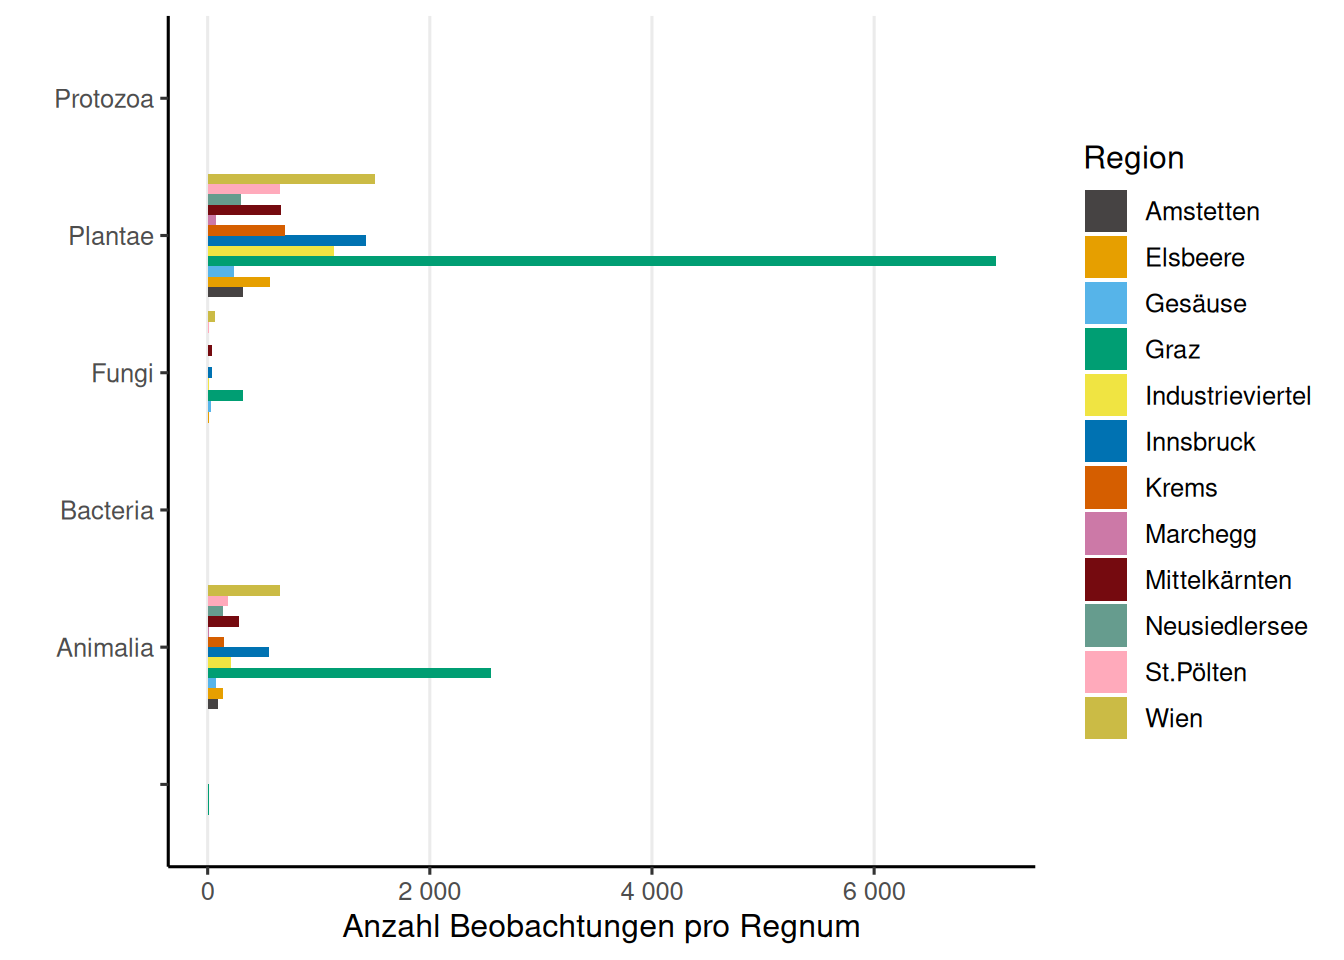 Protozoa
Plantae
Fungi
Bacteria
Animalia
0
2 000
4 000
6 000
Anzahl Beobachtungen pro Regnum
Region
Amstetten
Elsbeere
Gesäuse
Graz
Industrieviertel
Innsbruck
Krems
Marchegg
Mittelkärnten
Neusiedlersee
St.Pölten
Wien